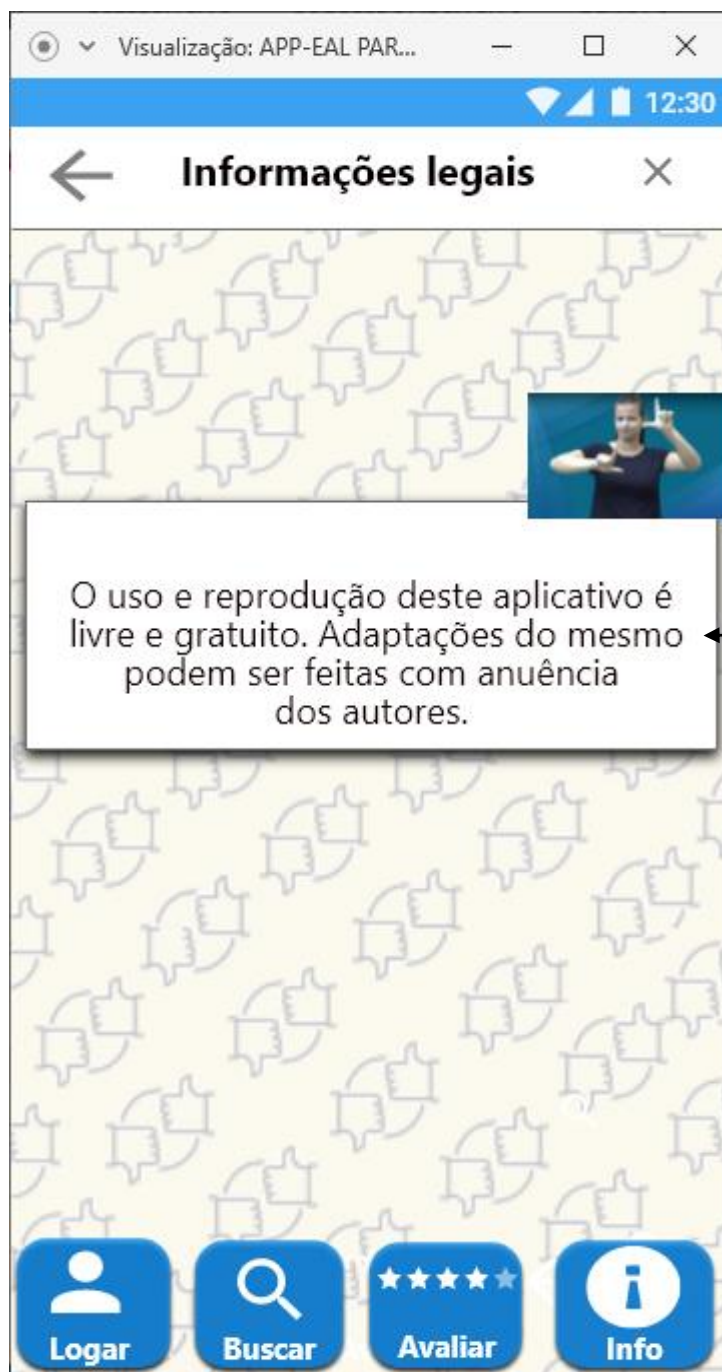 Visualização: APP-EAL PAR...
12:30
Informações legais
O uso e reprodução deste aplicativo é
livre e gratuito. Adaptações do mesmo
podem ser feitas com anuência
dos autores.
Logar
Buscar
Avaliar
Info